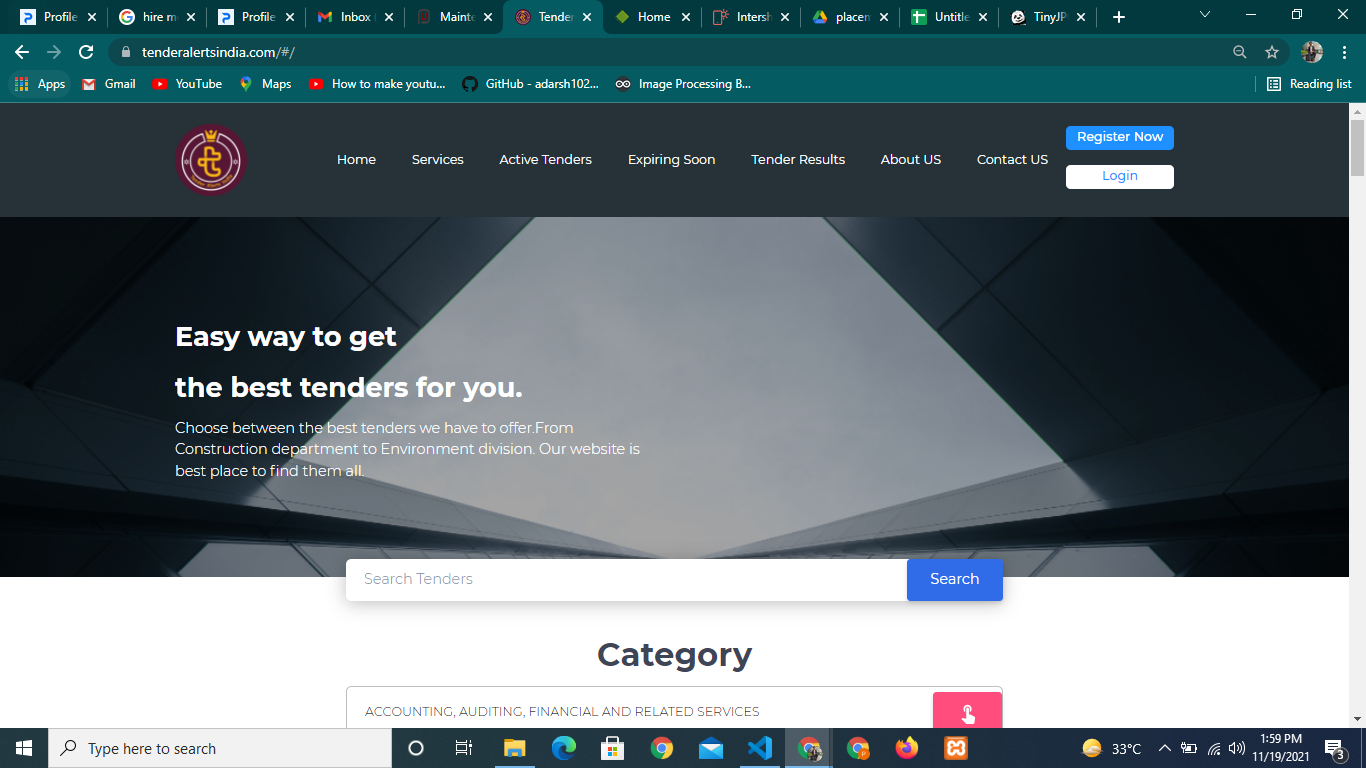 Profile
hire m
Profile
Inbox
Mainte
Tender
Home
Intersh
placem
Untitle
TinyJP
tenderalertsindia.com/#/
Apps
Gmail
YouTube
Maps
How to make youtu...
GitHub - adarsh102...
Image Processing B...
Reading list
Home
Services
Active Tenders
Expiring Soon
Tender Results
About US
Contact US
Register Now
Login
Easy way to get
the best tenders for you.
Choose between the best tenders we have to offer.From
Construction department to Environment division. Our website is
best place to find them all.
Search Tenders
Search
Category
ACCOUNTING, AUDITING, FINANCIAL AND RELATED SERVICES
Type here to search
33°C
1:59 PM
11/19/2021
3